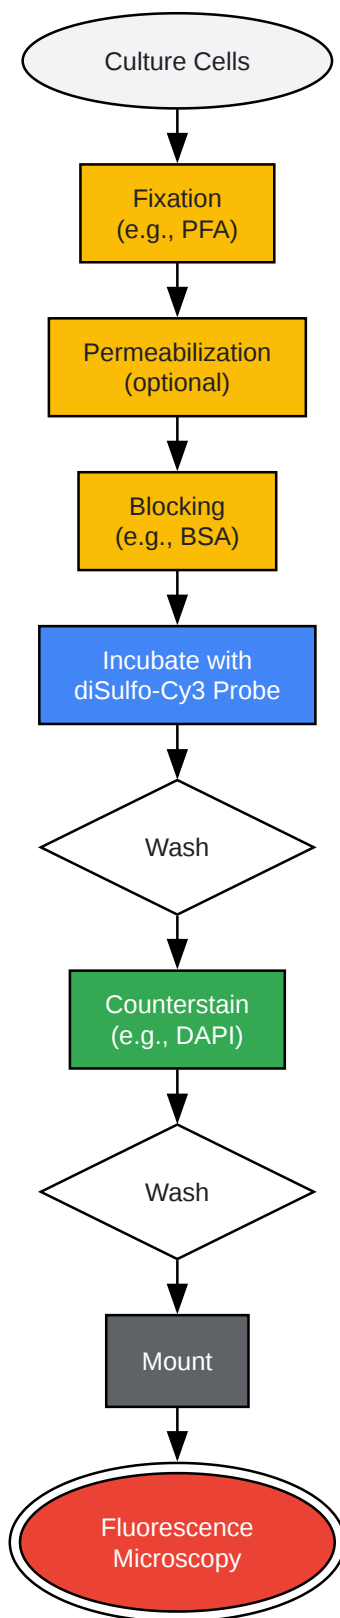 Culture Cells
Fixation
(e.g., PFA)
Permeabilization
(optional)
Blocking
(e.g., BSA)
Incubate with
diSulfo-Cy3 Probe
Wash
Counterstain
(e.g., DAPI)
Wash
Mount
Fluorescence
Microscopy